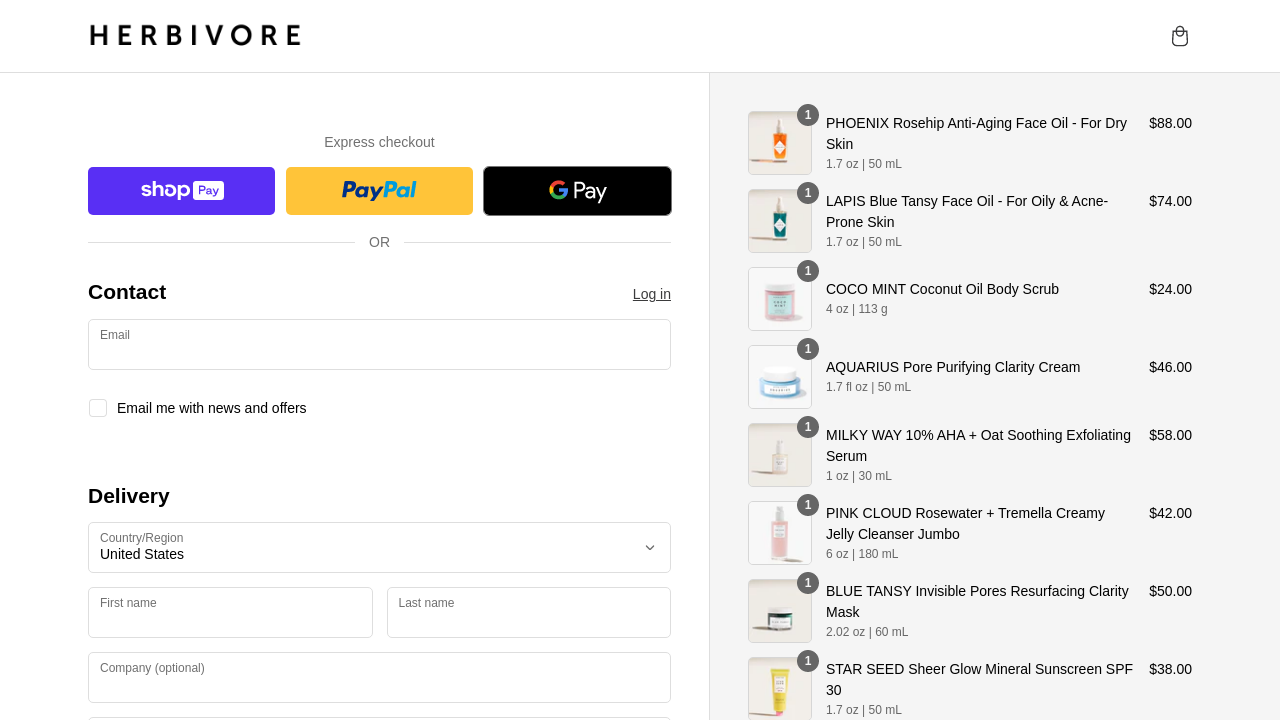 HERBIVORE
Express checkout
shop Pay
PayPal
G Pay
OR
Contact
Log in
Email
Email me with news and offers
Delivery
Country/Region
United States
First name
Last name
Company (optional)
1
PHOENIX Rosehip Anti-Aging Face Oil - For Dry
Skin
1.7 oz | 50 mL
$88.00
1
LAPIS Blue Tansy Face Oil - For Oily & Acne-
Prone Skin
1.7 oz | 50 mL
$74.00
1
COCO MINT Coconut Oil Body Scrub
4 oz | 113 g
$24.00
1
AQUARIUS Pore Purifying Clarity Cream
1.7 fl oz | 50 mL
$46.00
1
MILKY WAY 10% AHA + Oat Soothing Exfoliating
Serum
1 oz | 30 mL
$58.00
1
PINK CLOUD Rosewater + Tremella Creamy
Jelly Cleanser Jumbo
6 oz | 180 mL
$42.00
1
BLUE TANSY Invisible Pores Resurfacing Clarity
Mask
2.02 oz | 60 mL
$50.00
1
STAR SEED Sheer Glow Mineral Sunscreen SPF
30
1.7 oz | 50 mL
$38.00